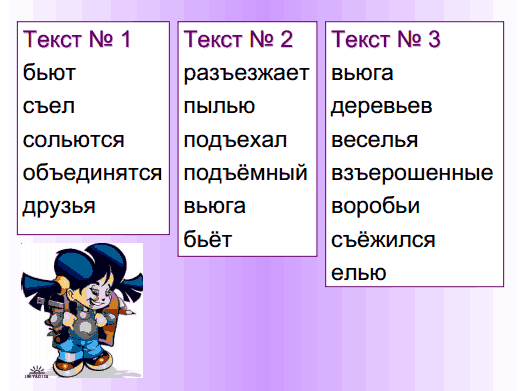 Текст № 1
бьют
съел
сольются
объединятся
друзья
Текст № 2
разъезжает
пылью
подъехал
подъёмный
вьюга
бьёт
Текст № 3
вьюга
деревьев
веселья
взъерошенные
воробьи
съёжился
елью